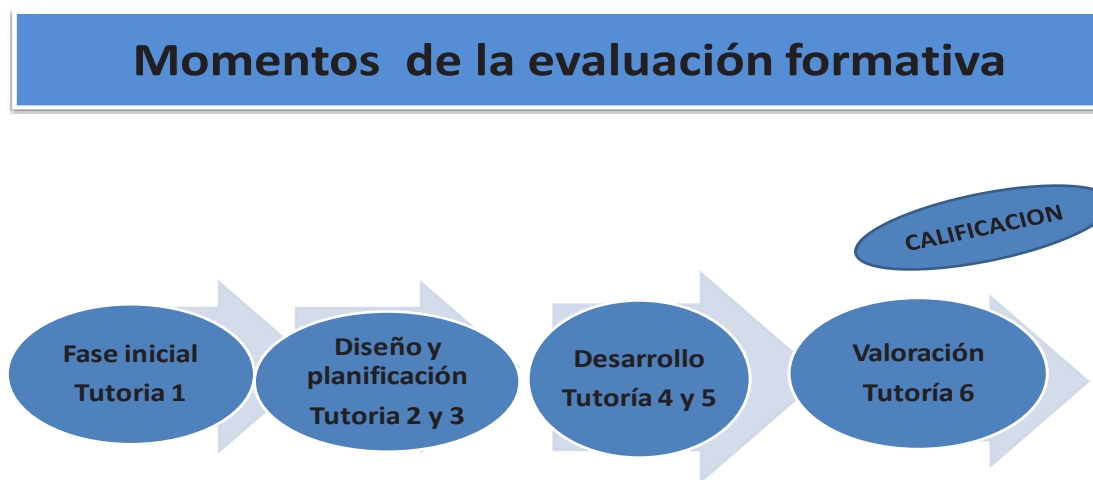 Momentos de la evaluación formativa
CALIFICACION
Fase inicial
Tutoria 1
Diseño y
planificación
Tutoria 2 y 3
Desarrollo
Tutoría 4 y 5
Valoración
Tutoría 6